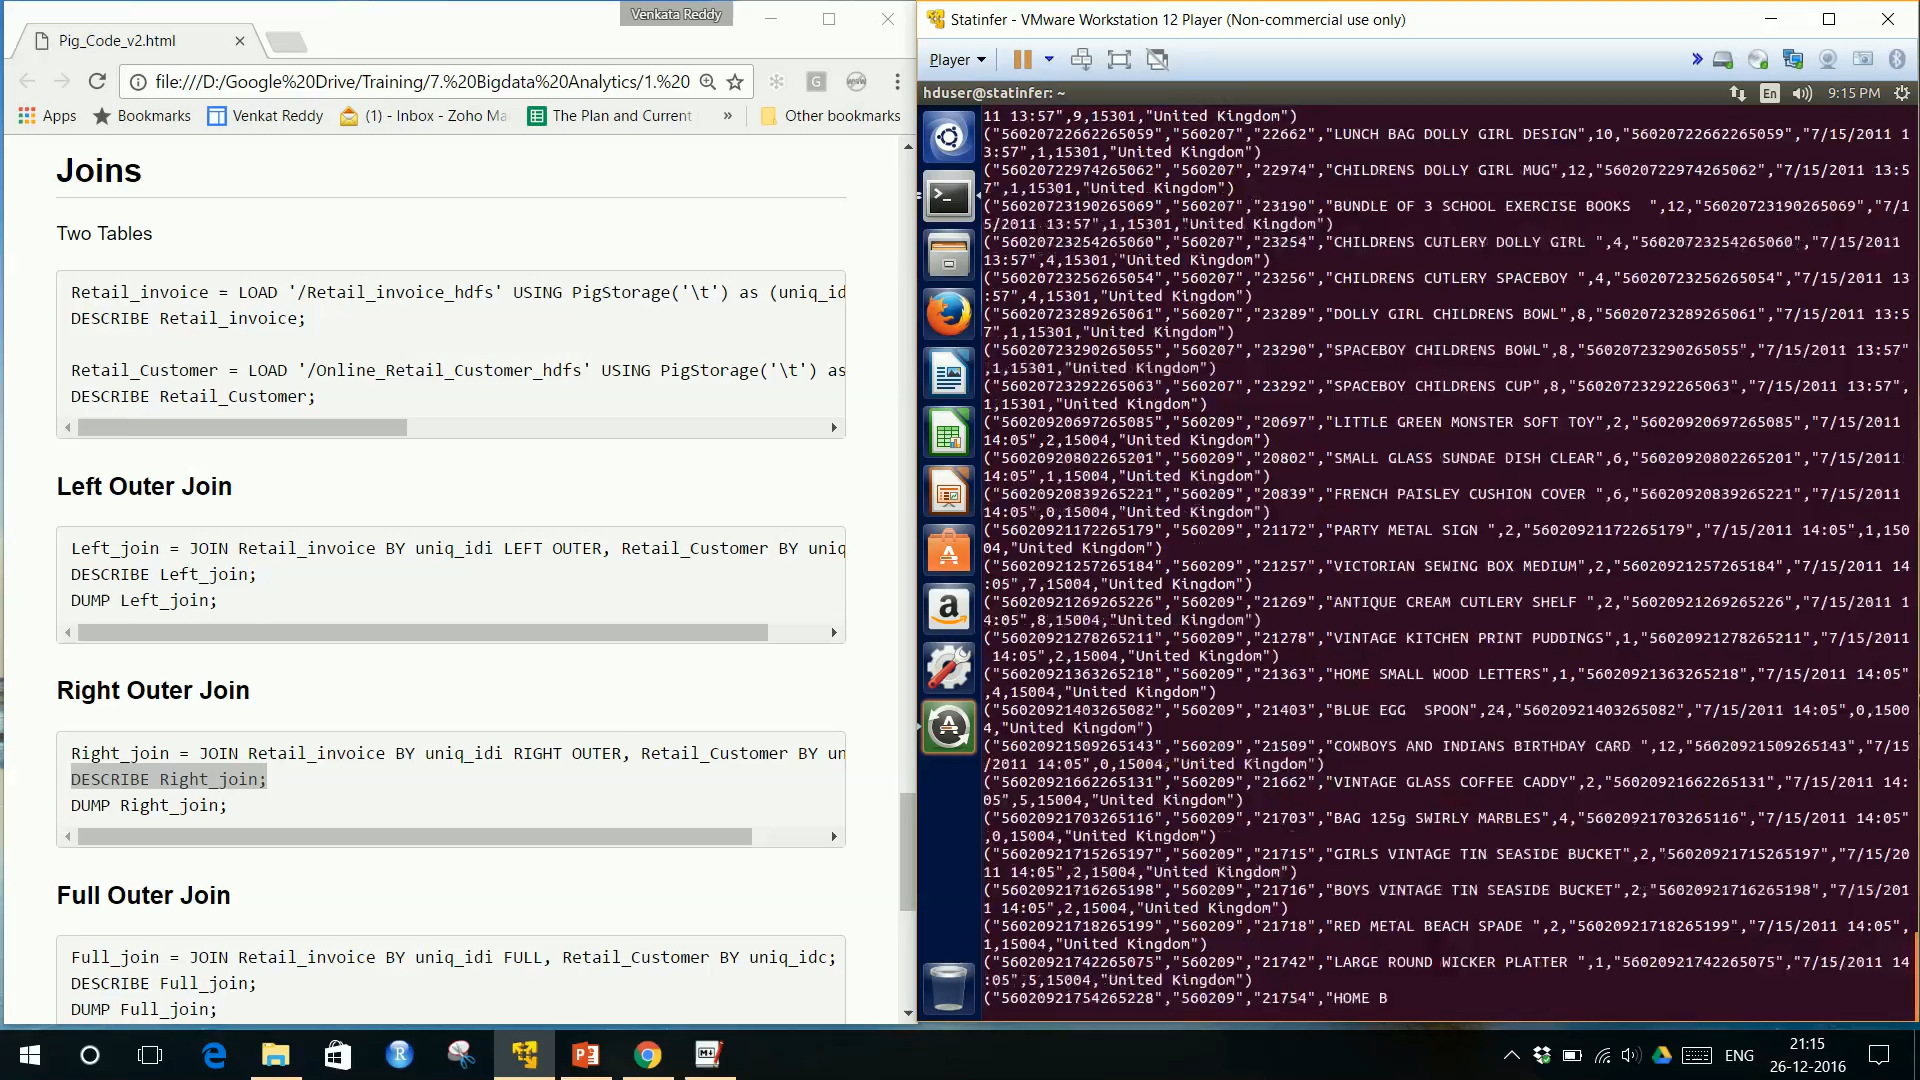 Venkata Reddy
Pig_Code_v2.html
file:///D:/Google%20Drive/Training/7.%20Bigdata%20Analytics/1.%20
Apps
Bookmarks
Venkat Reddy
(1) - Inbox - Zoho Ma
The Plan and Current
»
Other bookmarks
Joins
Two Tables
Retail_invoice = LOAD '/Retail_invoice_hdfs' USING PigStorage('\t') as (uniq_id
DESCRIBE Retail_invoice;
Retail_Customer = LOAD '/Online_Retail_Customer_hdfs' USING PigStorage('\t') as
DESCRIBE Retail_Customer;
Left Outer Join
Left_join = JOIN Retail_invoice BY uniq_idi LEFT OUTER, Retail_Customer BY uniq
DESCRIBE Left_join;
DUMP Left_join;
Right Outer Join
Right_join = JOIN Retail_invoice BY uniq_idi RIGHT OUTER, Retail_Customer BY un
DESCRIBE Right_join;
DUMP Right_join;
Full Outer Join
Full_join = JOIN Retail_invoice BY uniq_idi FULL, Retail_Customer BY uniq_idc;
DESCRIBE Full_join;
DUMP Full_join;
Statinfer - VMware Workstation 12 Player (Non-commercial use only)
Player
hduser@statinfer: ~
En
9:15 PM
11 13:57",9,15301,"United Kingdom")
("56020722662265059","560207","22662","LUNCH BAG DOLLY GIRL DESIGN",10,"56020722662265059","7/15/2011 1
3:57",1,15301,"United Kingdom")
("56020722974265062","560207","22974","CHILDRENS DOLLY GIRL MUG",12,"56020722974265062","7/15/2011 13:5
7",1,15301,"United Kingdom")
("56020723190265069","560207","23190","BUNDLE OF 3 SCHOOL EXERCISE BOOKS  ",12,"56020723190265069","7/1
5/2011 13:57",1,15301,"United Kingdom")
("56020723254265060","560207","23254","CHILDRENS CUTLERY DOLLY GIRL ",4,"56020723254265060","7/15/2011
13:57",4,15301,"United Kingdom")
("56020723256265054","560207","23256","CHILDRENS CUTLERY SPACEBOY ",4,"56020723256265054","7/15/2011 13
:57",4,15301,"United Kingdom")
("56020723289265061","560207","23289","DOLLY GIRL CHILDRENS BOWL",8,"56020723289265061","7/15/2011 13:5
7",1,15301,"United Kingdom")
("56020723290265055","560207","23290","SPACEBOY CHILDRENS BOWL",8,"56020723290265055","7/15/2011 13:57"
,1,15301,"United Kingdom")
("56020723292265063","560207","23292","SPACEBOY CHILDRENS CUP",8,"56020723292265063","7/15/2011 13:57",
1,15301,"United Kingdom")
("56020920697265085","560209","20697","LITTLE GREEN MONSTER SOFT TOY",2,"56020920697265085","7/15/2011
14:05",2,15004,"United Kingdom")
("56020920802265201","560209","20802","SMALL GLASS SUNDAE DISH CLEAR",6,"56020920802265201","7/15/2011
14:05",1,15004,"United Kingdom")
("56020920839265221","560209","20839","FRENCH PAISLEY CUSHION COVER ",6,"56020920839265221","7/15/2011
14:05",0,15004,"United Kingdom")
("56020921172265179","560209","21172","PARTY METAL SIGN ",2,"56020921172265179","7/15/2011 14:05",1,150
04,"United Kingdom")
("56020921257265184","560209","21257","VICTORIAN SEWING BOX MEDIUM",2,"56020921257265184","7/15/2011 14
:05",7,15004,"United Kingdom")
("56020921269265226","560209","21269","ANTIQUE CREAM CUTLERY SHELF ",2,"56020921269265226","7/15/2011 1
4:05",8,15004,"United Kingdom")
("56020921278265211","560209","21278","VINTAGE KITCHEN PRINT PUDDINGS",1,"56020921278265211","7/15/2011
14:05",2,15004,"United Kingdom")
("56020921363265218","560209","21363","HOME SMALL WOOD LETTERS",1,"56020921363265218","7/15/2011 14:05"
,4,15004,"United Kingdom")
("56020921403265082","560209","21403","BLUE EGG  SPOON",24,"56020921403265082","7/15/2011 14:05",0,1500
4,"United Kingdom")
("56020921509265143","560209","21509","COWBOYS AND INDIANS BIRTHDAY CARD ",12,"56020921509265143","7/15
/2011 14:05",0,15004,"United Kingdom")
("56020921662265131","560209","21662","VINTAGE GLASS COFFEE CADDY",2,"56020921662265131","7/15/2011 14:
05",5,15004,"United Kingdom")
("56020921703265116","560209","21703","BAG 125g SWIRLY MARBLES",4,"56020921703265116","7/15/2011 14:05"
,0,15004,"United Kingdom")
("56020921715265197","560209","21715","GIRLS VINTAGE TIN SEASIDE BUCKET",2,"56020921715265197","7/15/20
11 14:05",2,15004,"United Kingdom")
("56020921716265198","560209","21716","BOYS VINTAGE TIN SEASIDE BUCKET",2,"56020921716265198","7/15/201
1 14:05",2,15004,"United Kingdom")
("56020921718265199","560209","21718","RED METAL BEACH SPADE ",2,"56020921718265199","7/15/2011 14:05",
1,15004,"United Kingdom")
("56020921742265075","560209","21742","LARGE ROUND WICKER PLATTER ",1,"56020921742265075","7/15/2011 14
:05",5,15004,"United Kingdom")
("56020921754265228","560209","21754","HOME B
ENG
21:15
26-12-2016